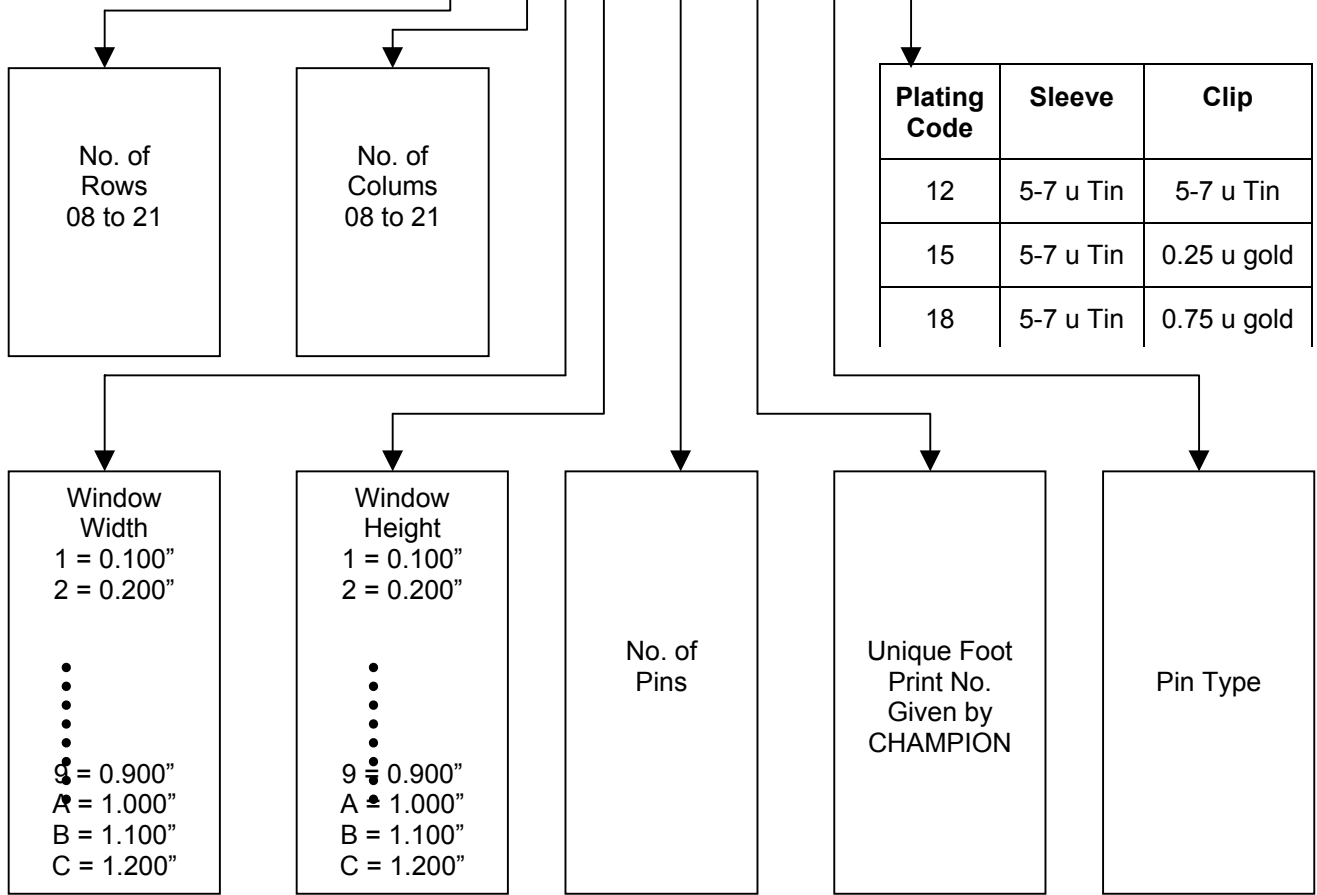 No. of
Rows
08 to 21
No. of
Colums
08 to 21
Plating Code Sleeve Clip
12 5-7 u Tin 5-7 u Tin
15 5-7 u Tin 0.25 u gold
18 5-7 u Tin 0.75 u gold
Window
Width
1 = 0.100”
2 = 0.200”
9 = 0.900”
A = 1.000”
B = 1.100”
C = 1.200”
Window
Height
1 = 0.100”
2 = 0.200”
9 = 0.900”
A = 1.000”
B = 1.100”
C = 1.200”
No. of
Pins
Unique Foot
Print No.
Given by
CHAMPION
Pin Type